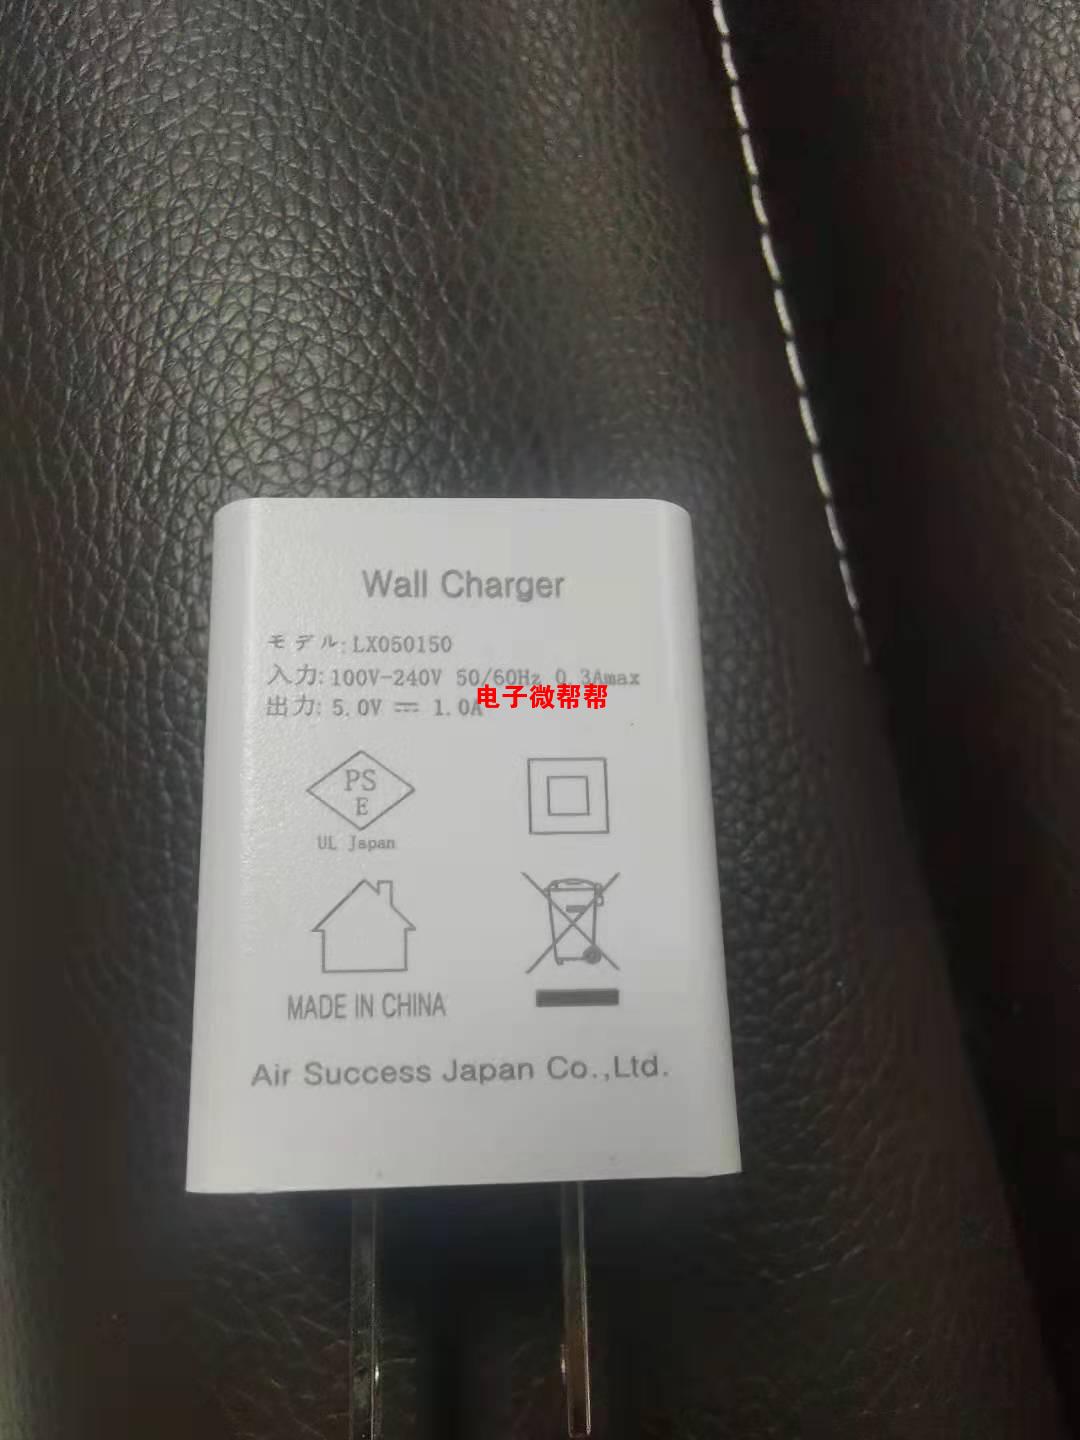 Wall Charger
モデル:LX050150
入力:100V-240V 50/60Hz 0.3Amax
出力:5.0V ⎓ 1.0A
电子微帮帮
PS
E
UL Japan
MADE IN CHINA
Air Success Japan Co.,Ltd.